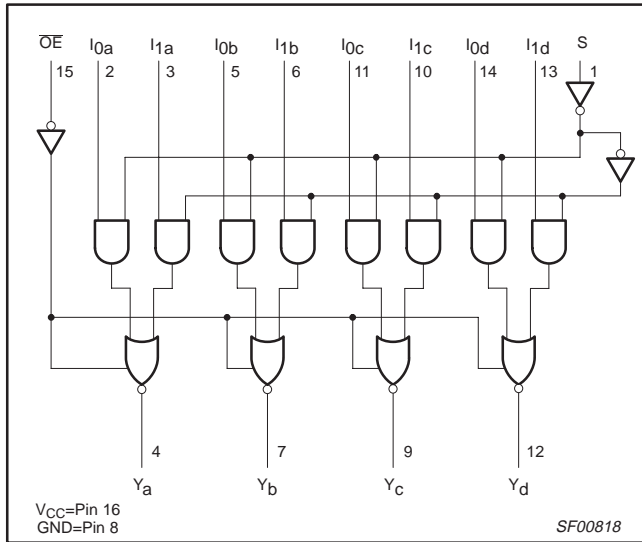 OE I0a I1a I0b I1b I0c I1c I0d I1d S
15 2 3 5 6 11 10 14 13 1
4 7 9 12
Ya Yb Yc Yd
VCC=Pin 16
GND=Pin 8
SF00818